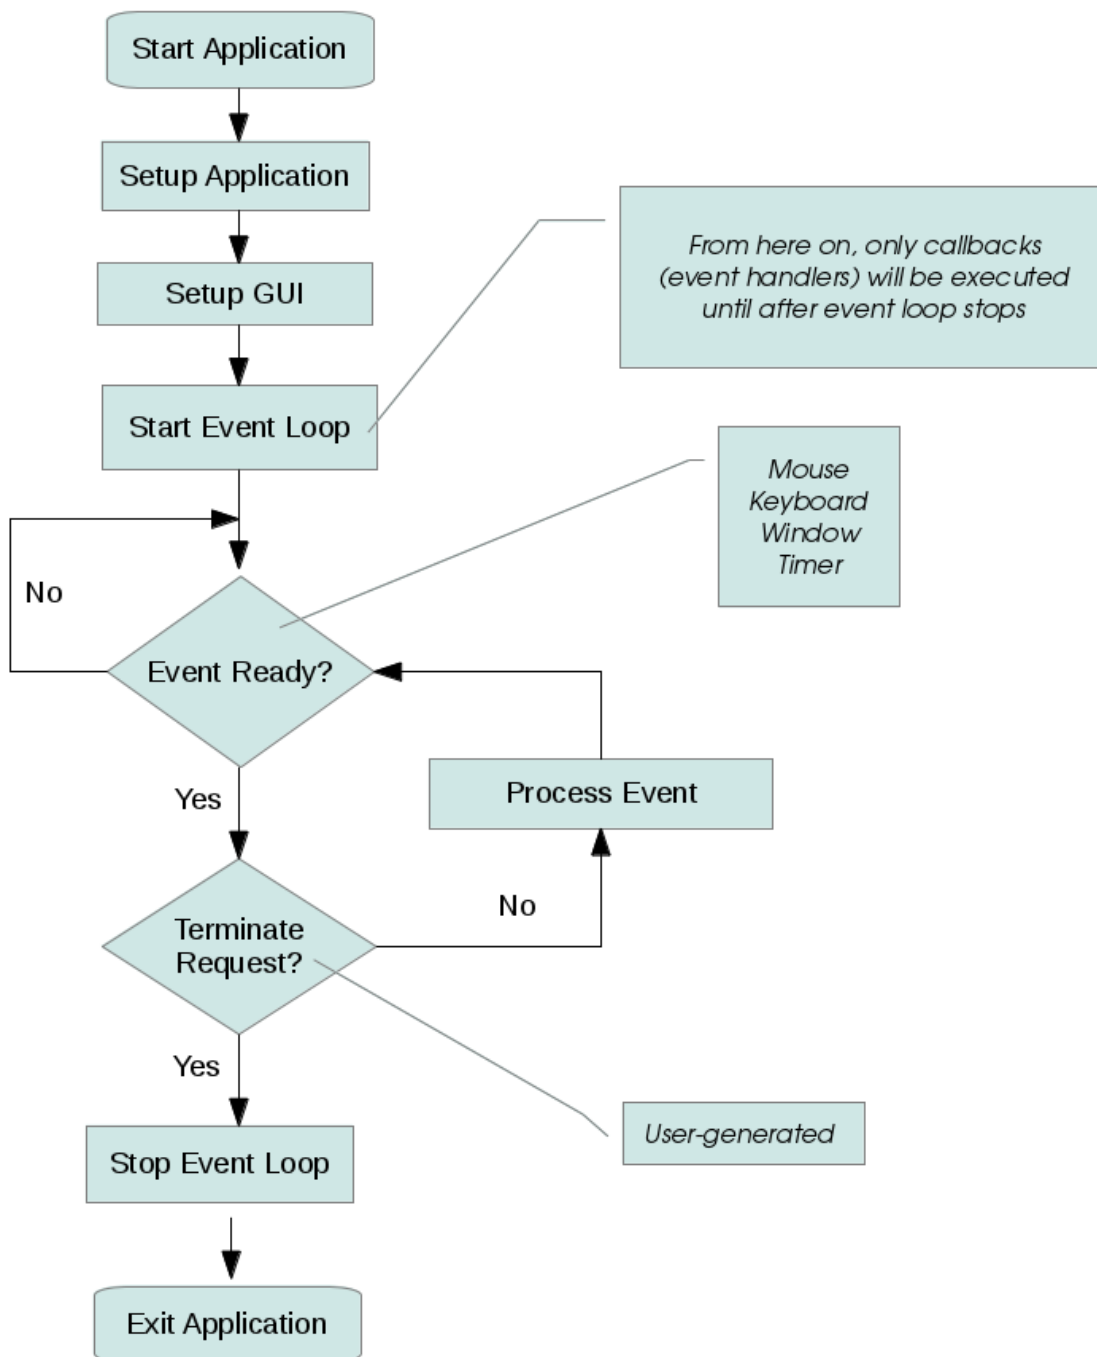 Start Application
Setup Application
Setup GUI
From here on, only callbacks
(event handlers) will be executed
until after event loop stops
Start Event Loop
Mouse
Keyboard
Window
Timer
No
Event Ready?
Yes
Process Event
No
Terminate
Request?
Yes
User-generated
Stop Event Loop
Exit Application